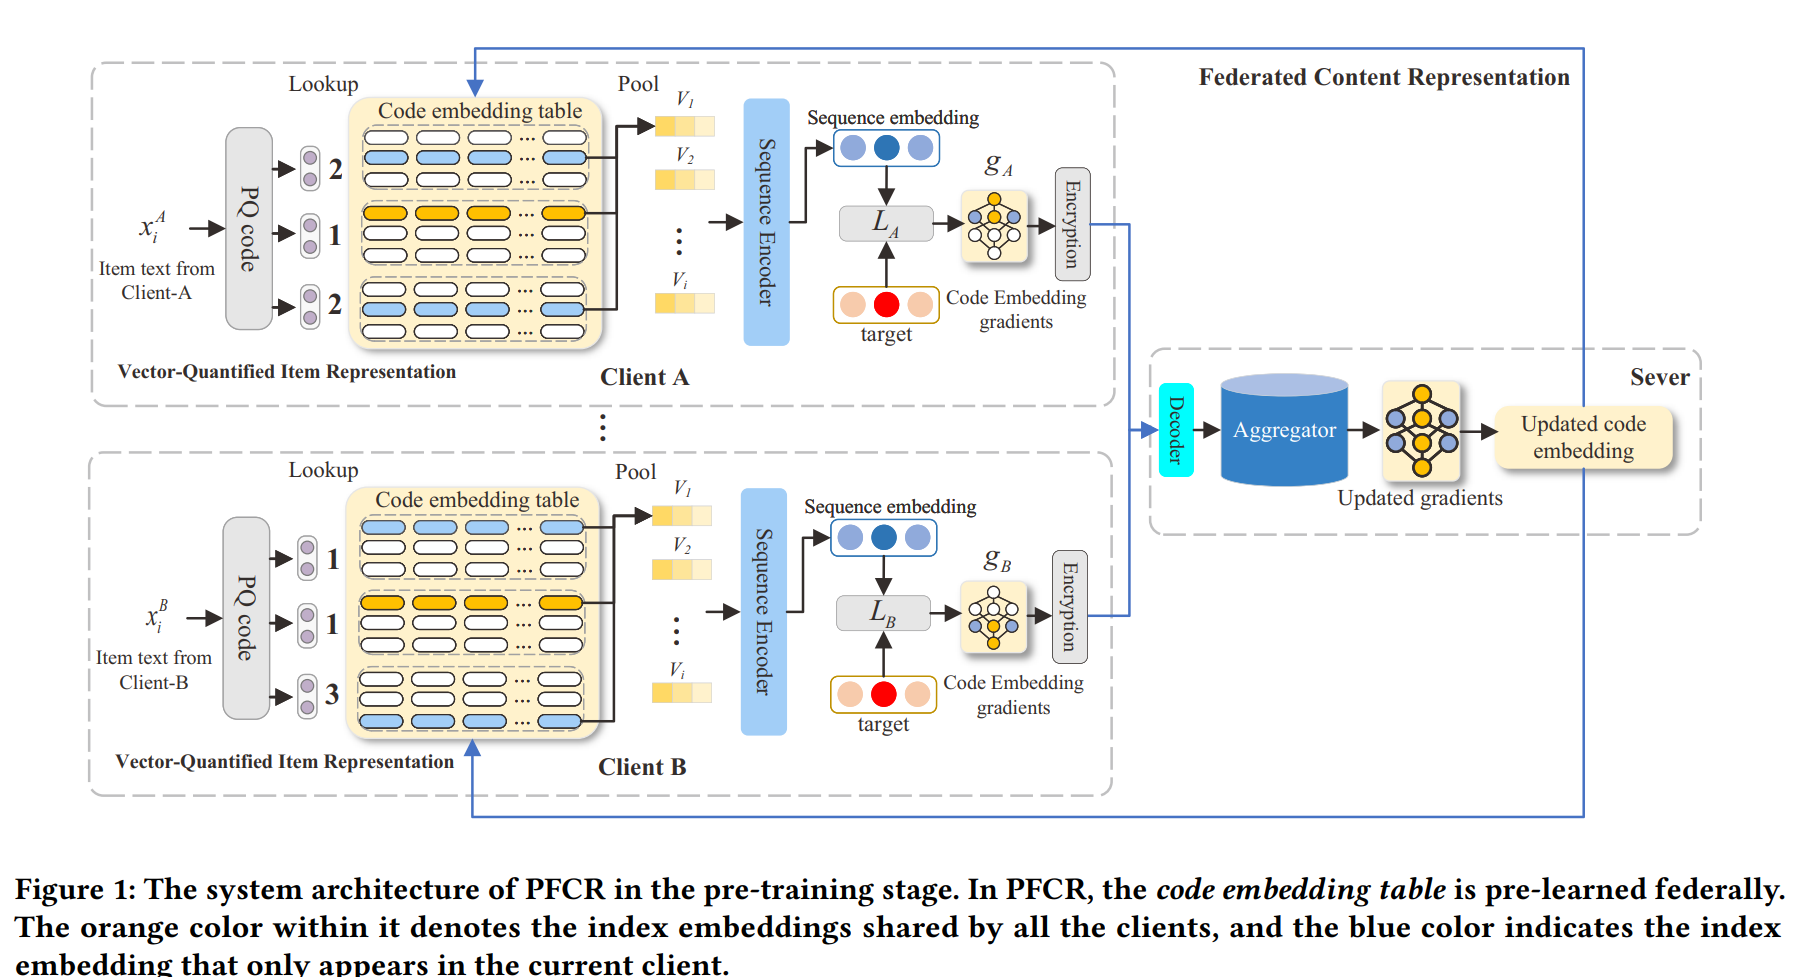 Federated Content Representation
Lookup
Pool
Code embedding table
V1
V2
Vi
PQ code
2
1
2
x_i^A
Item text from
Client-A
Sequence Encoder
Sequence embedding
L_A
target
g_A
Code Embedding
gradients
Encryption
Vector-Quantified Item Representation
Client A
Sever
Decoder
Aggregator
Updated gradients
Updated code
embedding
Lookup
Pool
Code embedding table
V1
V2
Vi
PQ code
1
1
3
x_i^B
Item text from
Client-B
Sequence Encoder
Sequence embedding
L_B
target
g_B
Code Embedding
gradients
Encryption
Vector-Quantified Item Representation
Client B
Figure 1: The system architecture of PFCR in the pre-training stage. In PFCR, the code embedding table is pre-learned federally.
The orange color within it denotes the index embeddings shared by all the clients, and the blue color indicates the index
embedding that only appears in the current client.